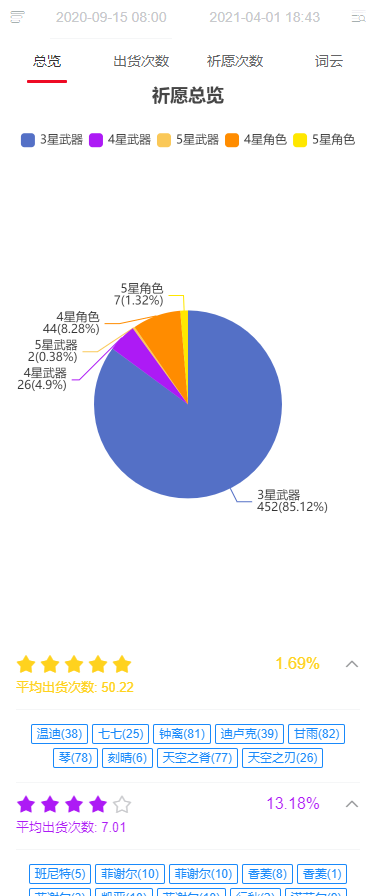 2020-09-15 08:00 2021-04-01 18:43
总览 出货次数 祈愿次数 词云
祈愿总览
3星武器 4星武器 5星武器 4星角色 5星角色
5星角色
7(1.32%)
4星角色
44(8.28%)
5星武器
2(0.38%)
4星武器
26(4.9%)
3星武器
452(85.12%)
1.69%
平均出货次数: 50.22
温迪(38) 七七(25) 钟离(81) 迪卢克(39) 甘雨(82)
琴(78) 刻晴(6) 天空之脊(77) 天空之刃(26)
13.18%
平均出货次数: 7.01
班尼特(5) 菲谢尔(10) 菲谢尔(10) 香菱(8) 香菱(1)